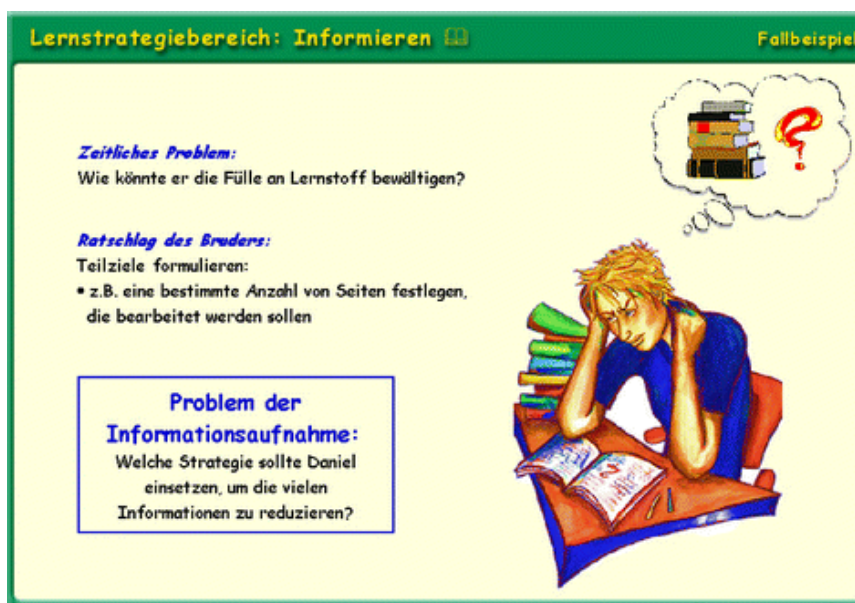 Lernstrategiebereich: Informieren
Fallbeispiel
Zeitliches Problem:
Wie könnte er die Fülle an Lernstoff bewältigen?
Ratschlag des Bruders:
Teilziele formulieren:
• z.B. eine bestimmte Anzahl von Seiten festlegen,
die bearbeitet werden sollen
Problem der
Informationsaufnahme:
Welche Strategie sollte Daniel
einsetzen, um die vielen
Informationen zu reduzieren?
?